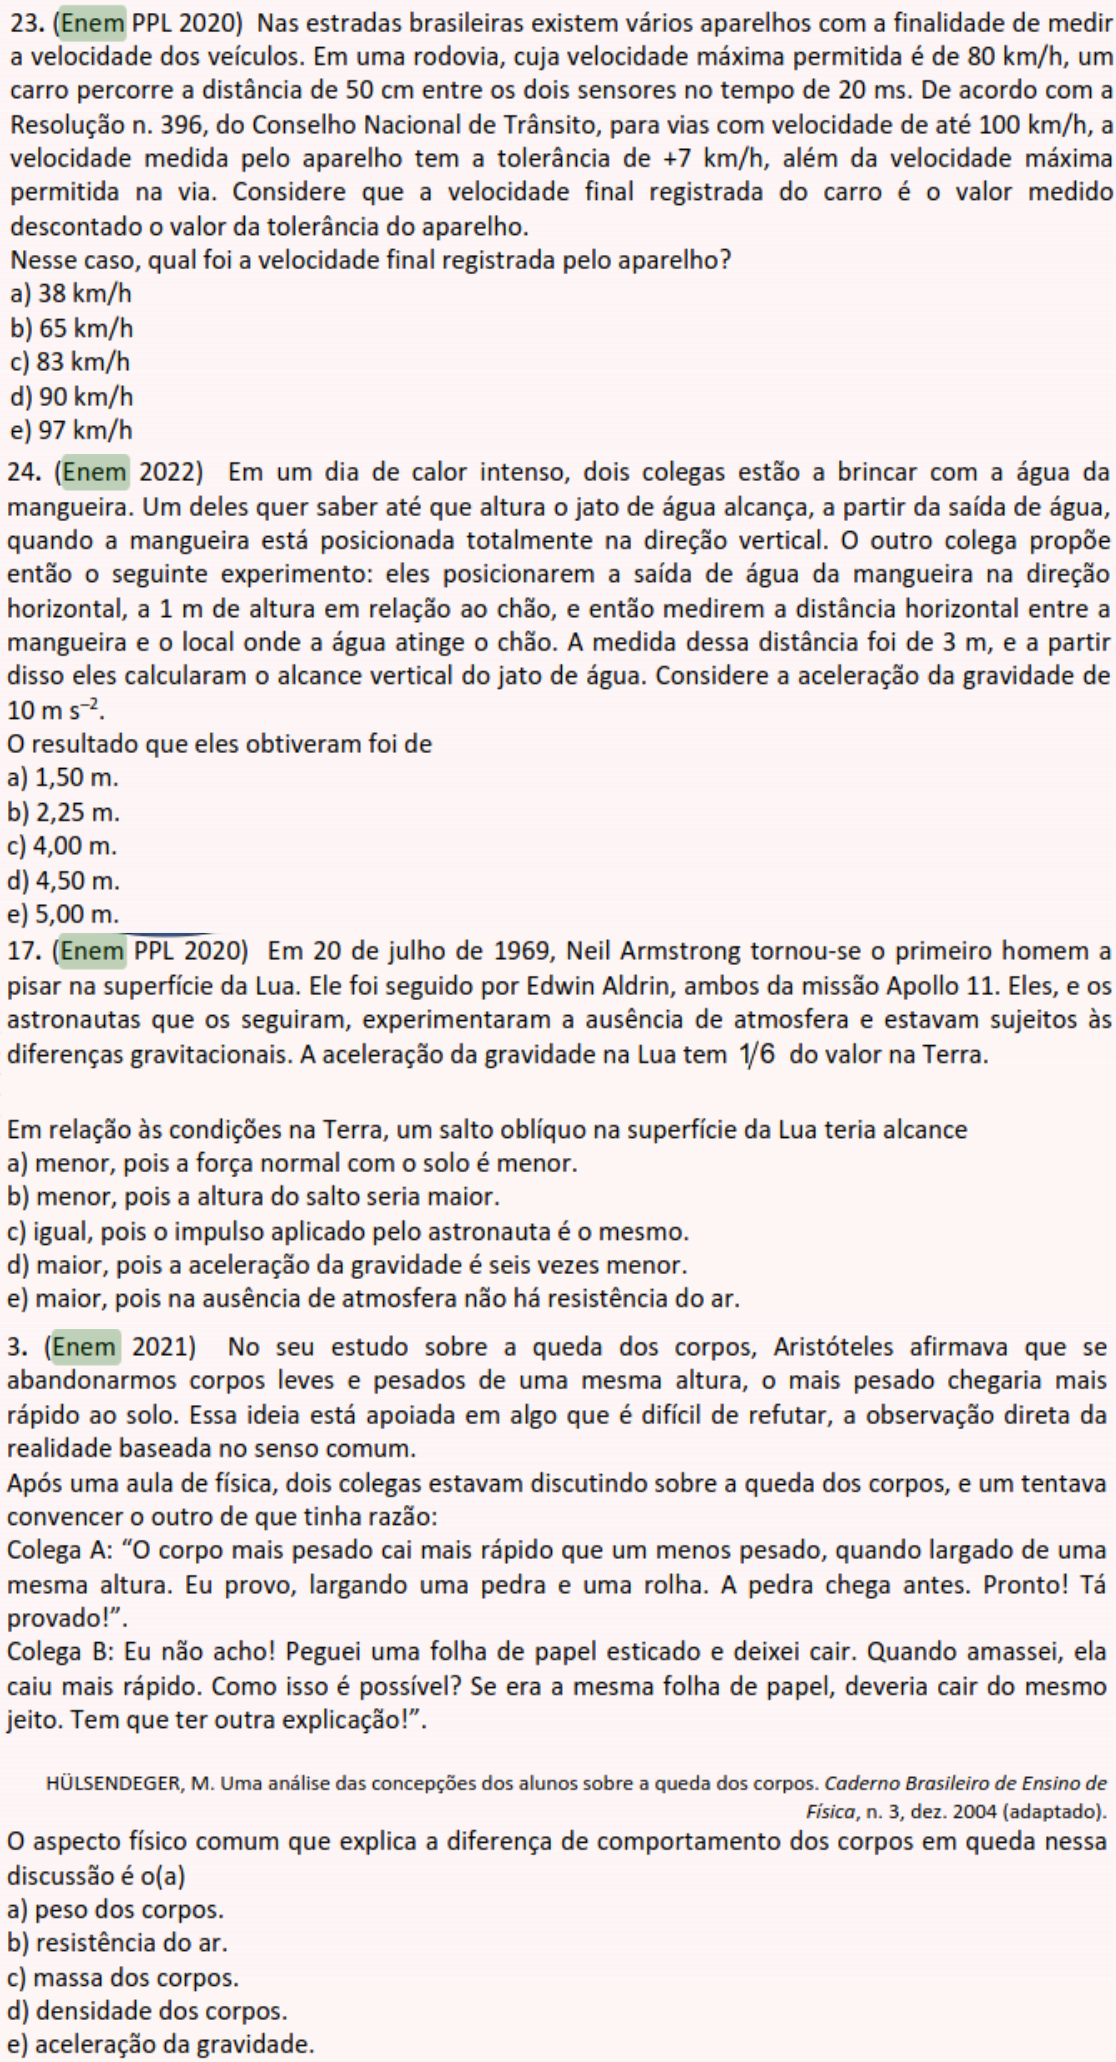 23. (Enem PPL 2020) Nas estradas brasileiras existem vários aparelhos com a finalidade de medir
a velocidade dos veículos. Em uma rodovia, cuja velocidade máxima permitida é de 80 km/h, um
carro percorre a distância de 50 cm entre os dois sensores no tempo de 20 ms. De acordo com a
Resolução n. 396, do Conselho Nacional de Trânsito, para vias com velocidade de até 100 km/h, a
velocidade medida pelo aparelho tem a tolerância de +7 km/h, além da velocidade máxima
permitida na via. Considere que a velocidade final registrada do carro é o valor medido
descontado o valor da tolerância do aparelho.
Nesse caso, qual foi a velocidade final registrada pelo aparelho?
a) 38 km/h
b) 65 km/h
c) 83 km/h
d) 90 km/h
e) 97 km/h
24. (Enem 2022) Em um dia de calor intenso, dois colegas estão a brincar com a água da
mangueira. Um deles quer saber até que altura o jato de água alcança, a partir da saída de água,
quando a mangueira está posicionada totalmente na direção vertical. O outro colega propõe
então o seguinte experimento: eles posicionarem a saída de água da mangueira na direção
horizontal, a 1 m de altura em relação ao chão, e então medirem a distância horizontal entre a
mangueira e o local onde a água atinge o chão. A medida dessa distância foi de 3 m, e a partir
disso eles calcularam o alcance vertical do jato de água. Considere a aceleração da gravidade de
10 m s⁻².
O resultado que eles obtiveram foi de
a) 1,50 m.
b) 2,25 m.
c) 4,00 m.
d) 4,50 m.
e) 5,00 m.
17. (Enem PPL 2020) Em 20 de julho de 1969, Neil Armstrong tornou-se o primeiro homem a
pisar na superfície da Lua. Ele foi seguido por Edwin Aldrin, ambos da missão Apollo 11. Eles, e os
astronautas que os seguiram, experimentaram a ausência de atmosfera e estavam sujeitos às
diferenças gravitacionais. A aceleração da gravidade na Lua tem 1/6 do valor na Terra.
Em relação às condições na Terra, um salto oblíquo na superfície da Lua teria alcance
a) menor, pois a força normal com o solo é menor.
b) menor, pois a altura do salto seria maior.
c) igual, pois o impulso aplicado pelo astronauta é o mesmo.
d) maior, pois a aceleração da gravidade é seis vezes menor.
e) maior, pois na ausência de atmosfera não há resistência do ar.
3. (Enem 2021) No seu estudo sobre a queda dos corpos, Aristóteles afirmava que se
abandonarmos corpos leves e pesados de uma mesma altura, o mais pesado chegaria mais
rápido ao solo. Essa ideia está apoiada em algo que é difícil de refutar, a observação direta da
realidade baseada no senso comum.
Após uma aula de física, dois colegas estavam discutindo sobre a queda dos corpos, e um tentava
convencer o outro de que tinha razão:
Colega A: “O corpo mais pesado cai mais rápido que um menos pesado, quando largado de uma
mesma altura. Eu provo, largando uma pedra e uma rolha. A pedra chega antes. Pronto! Tá
provado!”.
Colega B: Eu não acho! Peguei uma folha de papel esticado e deixei cair. Quando amassei, ela
caiu mais rápido. Como isso é possível? Se era a mesma folha de papel, deveria cair do mesmo
jeito. Tem que ter outra explicação!”.
HÜLSENDEGER, M. Uma análise das concepções dos alunos sobre a queda dos corpos. Caderno Brasileiro de Ensino de
Física, n. 3, dez. 2004 (adaptado).
O aspecto físico comum que explica a diferença de comportamento dos corpos em queda nessa
discussão é o(a)
a) peso dos corpos.
b) resistência do ar.
c) massa dos corpos.
d) densidade dos corpos.
e) aceleração da gravidade.